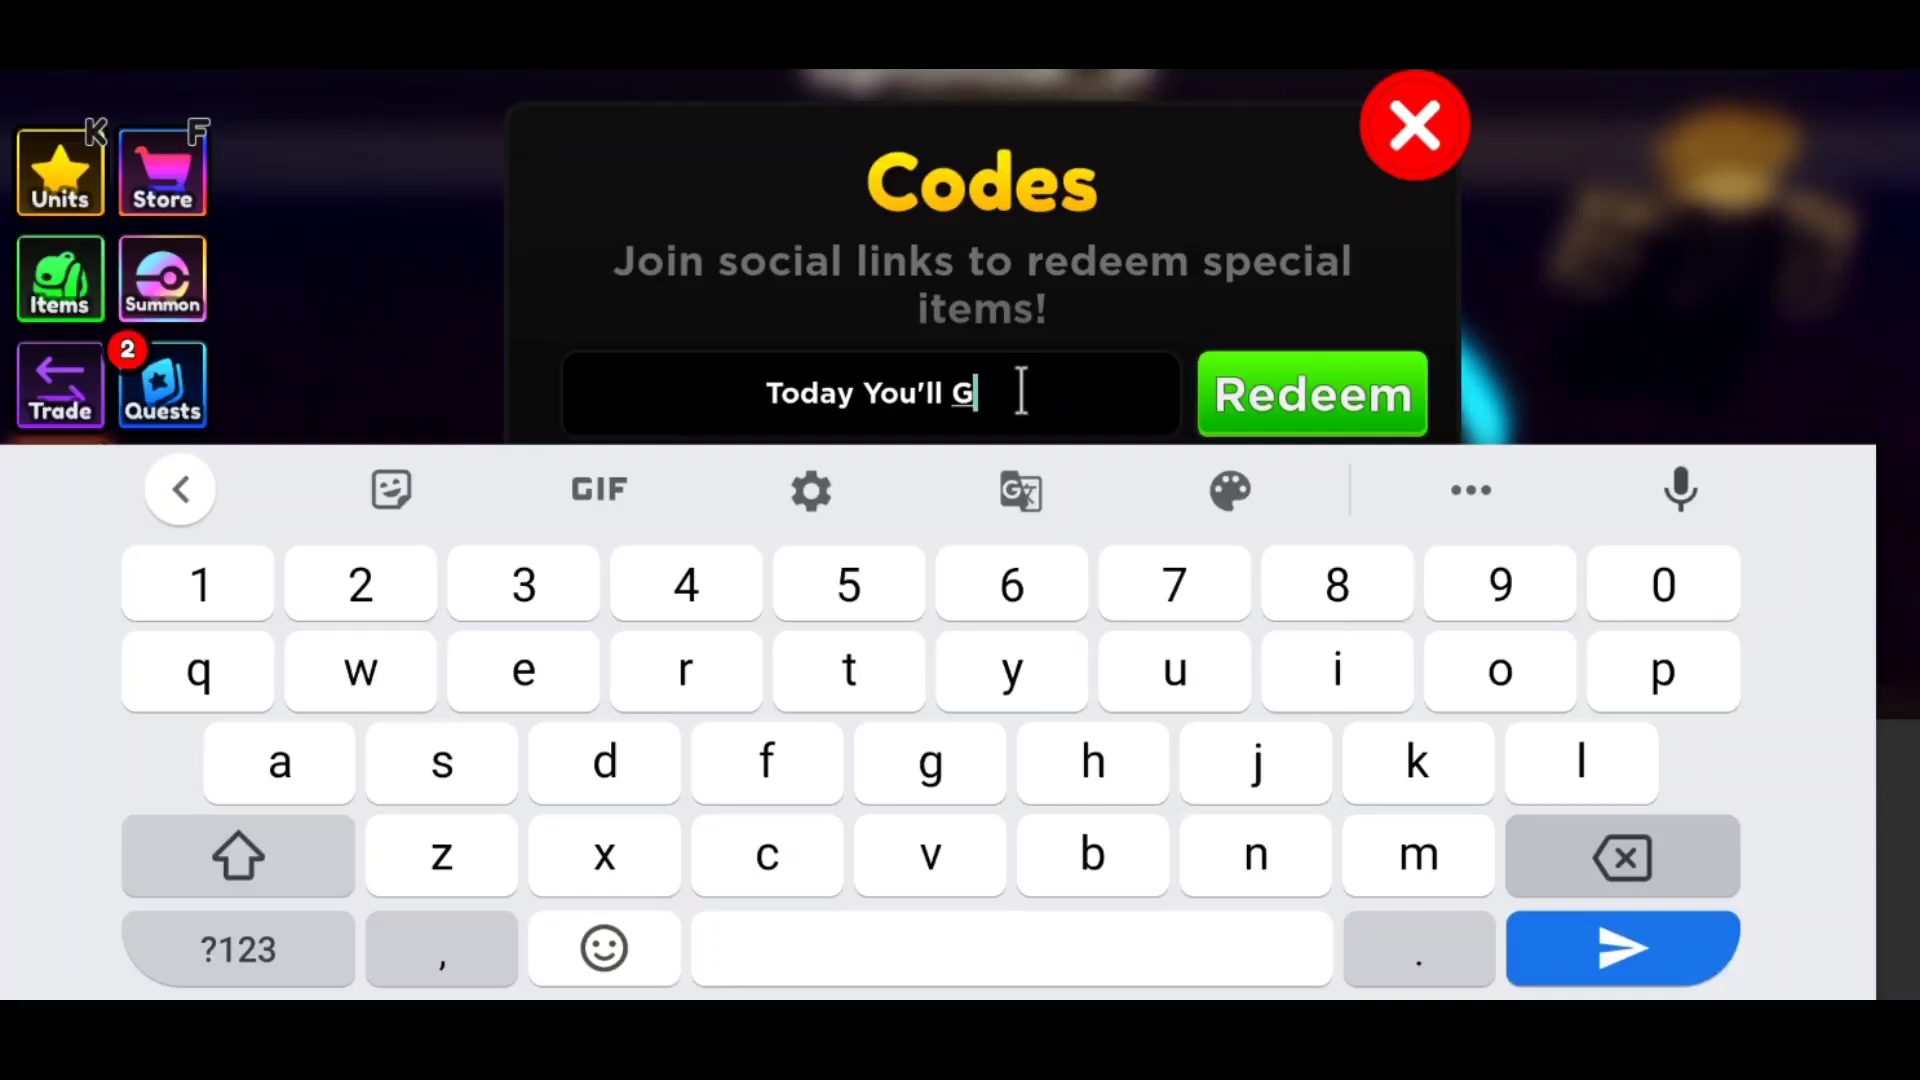 K
F
Units
Store
Items
Summon
2
Trade
Quests
Codes
Join social links to redeem special
items!
Today You'll G
Redeem
GIF
1 2 3 4 5 6 7 8 9 0
q w e r t y u i o p
a s d f g h j k l
z x c v b n m
?123 , .